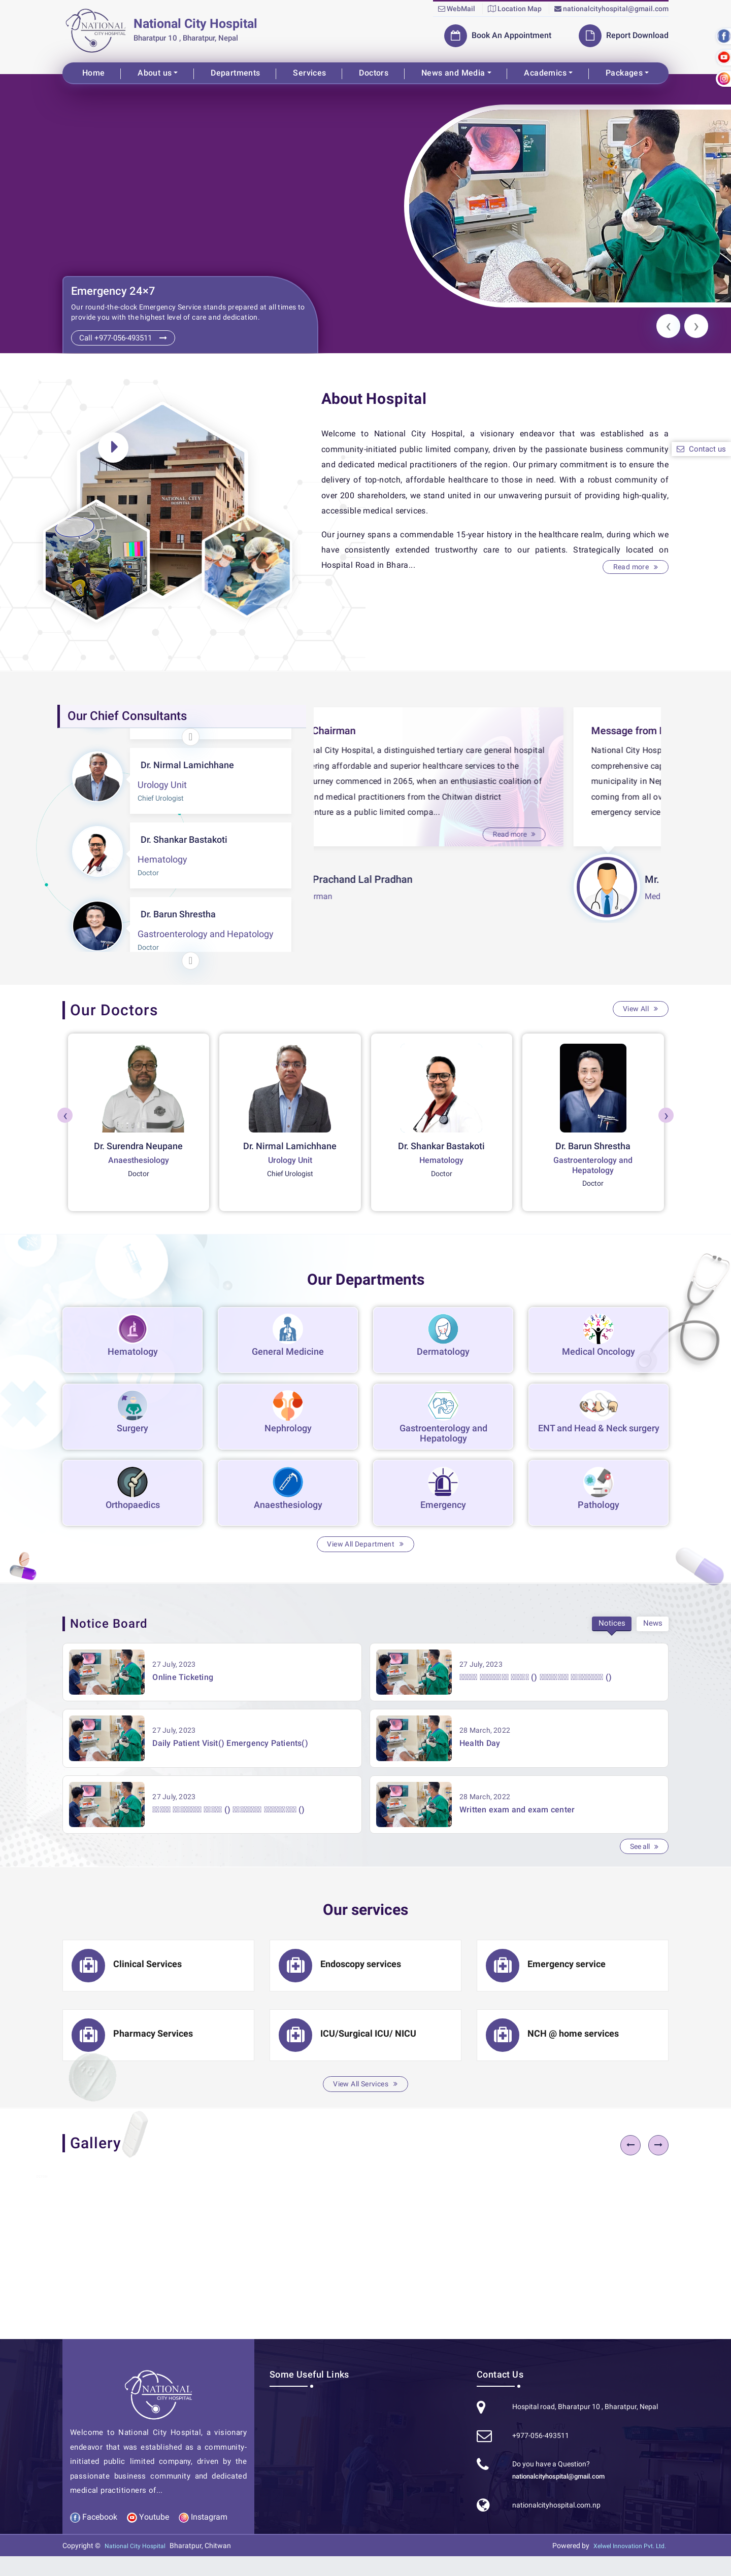 WebMail
Location Map
nationalcityhospital@gmail.com
NATIONAL
CITY HOSPITAL
National City Hospital
Bharatpur 10 , Bharatpur, Nepal
Book An Appointment
Report Download
Home
About us
Departments
Services
Doctors
News and Media
Academics
Packages
Emergency 24×7
Our round-the-clock Emergency Service stands prepared at all times to
provide you with the highest level of care and dedication.
Call +977-056-493511
Contact us
About Hospital
Welcome to National City Hospital, a visionary endeavor that was established as a
community-initiated public limited company, driven by the passionate business community
and dedicated medical practitioners of the region. Our primary commitment is to ensure the
delivery of top-notch, affordable healthcare to those in need. With a robust community of
over 200 shareholders, we stand united in our unwavering pursuit of providing high-quality,
accessible medical services.
Our journey spans a commendable 15-year history in the healthcare realm, during which we
have consistently extended trustworthy care to our patients. Strategically located on
Hospital Road in Bhara...
Read more »
NATIONAL CITY
HOSPITAL
Our Chief Consultants
Dr. Nirmal Lamichhane
Urology Unit
Chief Urologist
Dr. Shankar Bastakoti
Hematology
Doctor
Dr. Barun Shrestha
Gastroenterology and Hepatology
Doctor
Chairman
nal City Hospital, a distinguished tertiary care general hospital
ering affordable and superior healthcare services to the
urney commenced in 2065, when an enthusiastic coalition of
nd medical practitioners from the Chitwan district
enture as a public limited compa...
Read more »
Prachand Lal Pradhan
rman
Message from
National City Hosp
comprehensive cap
municipality in Nep
coming from all ov
emergency service
Mr.
Med
Our Doctors
View All »
Dr. Surendra Neupane
Anaesthesiology
Doctor
Dr. Nirmal Lamichhane
Urology Unit
Chief Urologist
Dr. Shankar Bastakoti
Hematology
Doctor
Dr. Barun Shrestha
Gastroenterology and
Hepatology
Doctor
Our Departments
Hematology
General Medicine
Dermatology
Medical Oncology
Surgery
Nephrology
Gastroenterology and
Hepatology
ENT and Head & Neck surgery
Orthopaedics
Anaesthesiology
Emergency
Pathology
View All Department »
Notice Board
Notices
News
27 July, 2023
Online Ticketing
27 July, 2023
() ()
27 July, 2023
Daily Patient Visit() Emergency Patients()
28 March, 2022
Health Day
27 July, 2023
() ()
28 March, 2022
Written exam and exam center
See all »
Our services
Clinical Services
Endoscopy services
Emergency service
Pharmacy Services
ICU/Surgical ICU/ NICU
NCH @ home services
View All Services »
Gallery
NATIONAL
CITY HOSPITAL
Welcome to National City Hospital, a visionary
endeavor that was established as a community-
initiated public limited company, driven by the
passionate business community and dedicated
medical practitioners of...
Facebook
Youtube
Instagram
Some Useful Links
Contact Us
Hospital road, Bharatpur 10 , Bharatpur, Nepal
+977-056-493511
Do you have a Question?
nationalcityhospital@gmail.com
nationalcityhospital.com.np
Copyright © National City Hospital Bharatpur, Chitwan
Powered by Xelwel Innovation Pvt. Ltd.